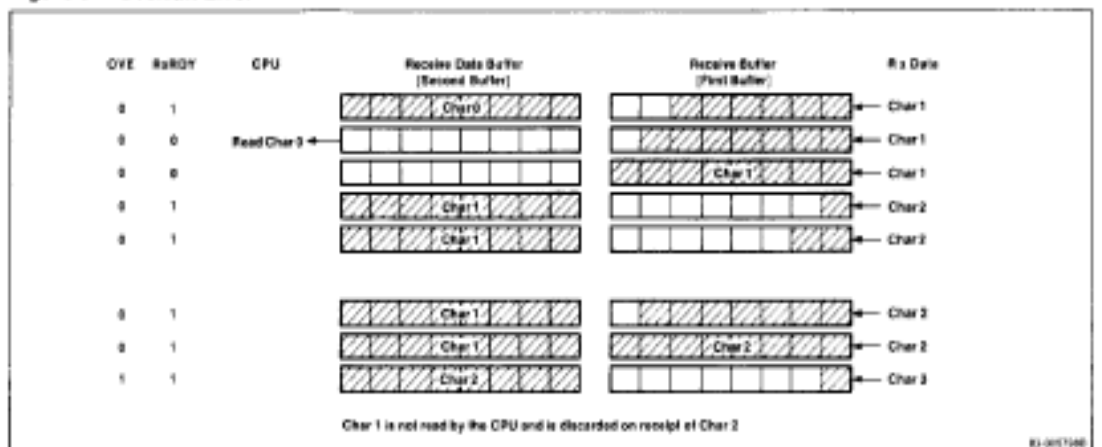 OVE RxRDY CPU Receive Data Buffer Receive Buffer Rx Data
[Second Buffer] [First Buffer]
0 1 Char 0 Char 1
0 0 Read Char 0 Char 1
0 0 Char 1 Char 1
0 1 Char 1 Char 2
0 1 Char 1 Char 2
0 1 Char 1 Char 2
0 1 Char 1 Char 2 Char 2
1 1 Char 2 Char 3
Char 1 is not read by the CPU and is discarded on receipt of Char 2